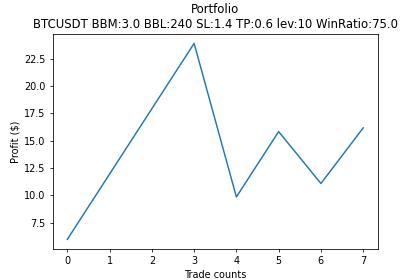 Portfolio
BTCUSDT BBM:3.0 BBL:240 SL:1.4 TP:0.6 lev:10 WinRatio:75.0
22.5
20.0
17.5
15.0
12.5
10.0
7.5
Profit ($)
0 1 2 3 4 5 6 7
Trade counts